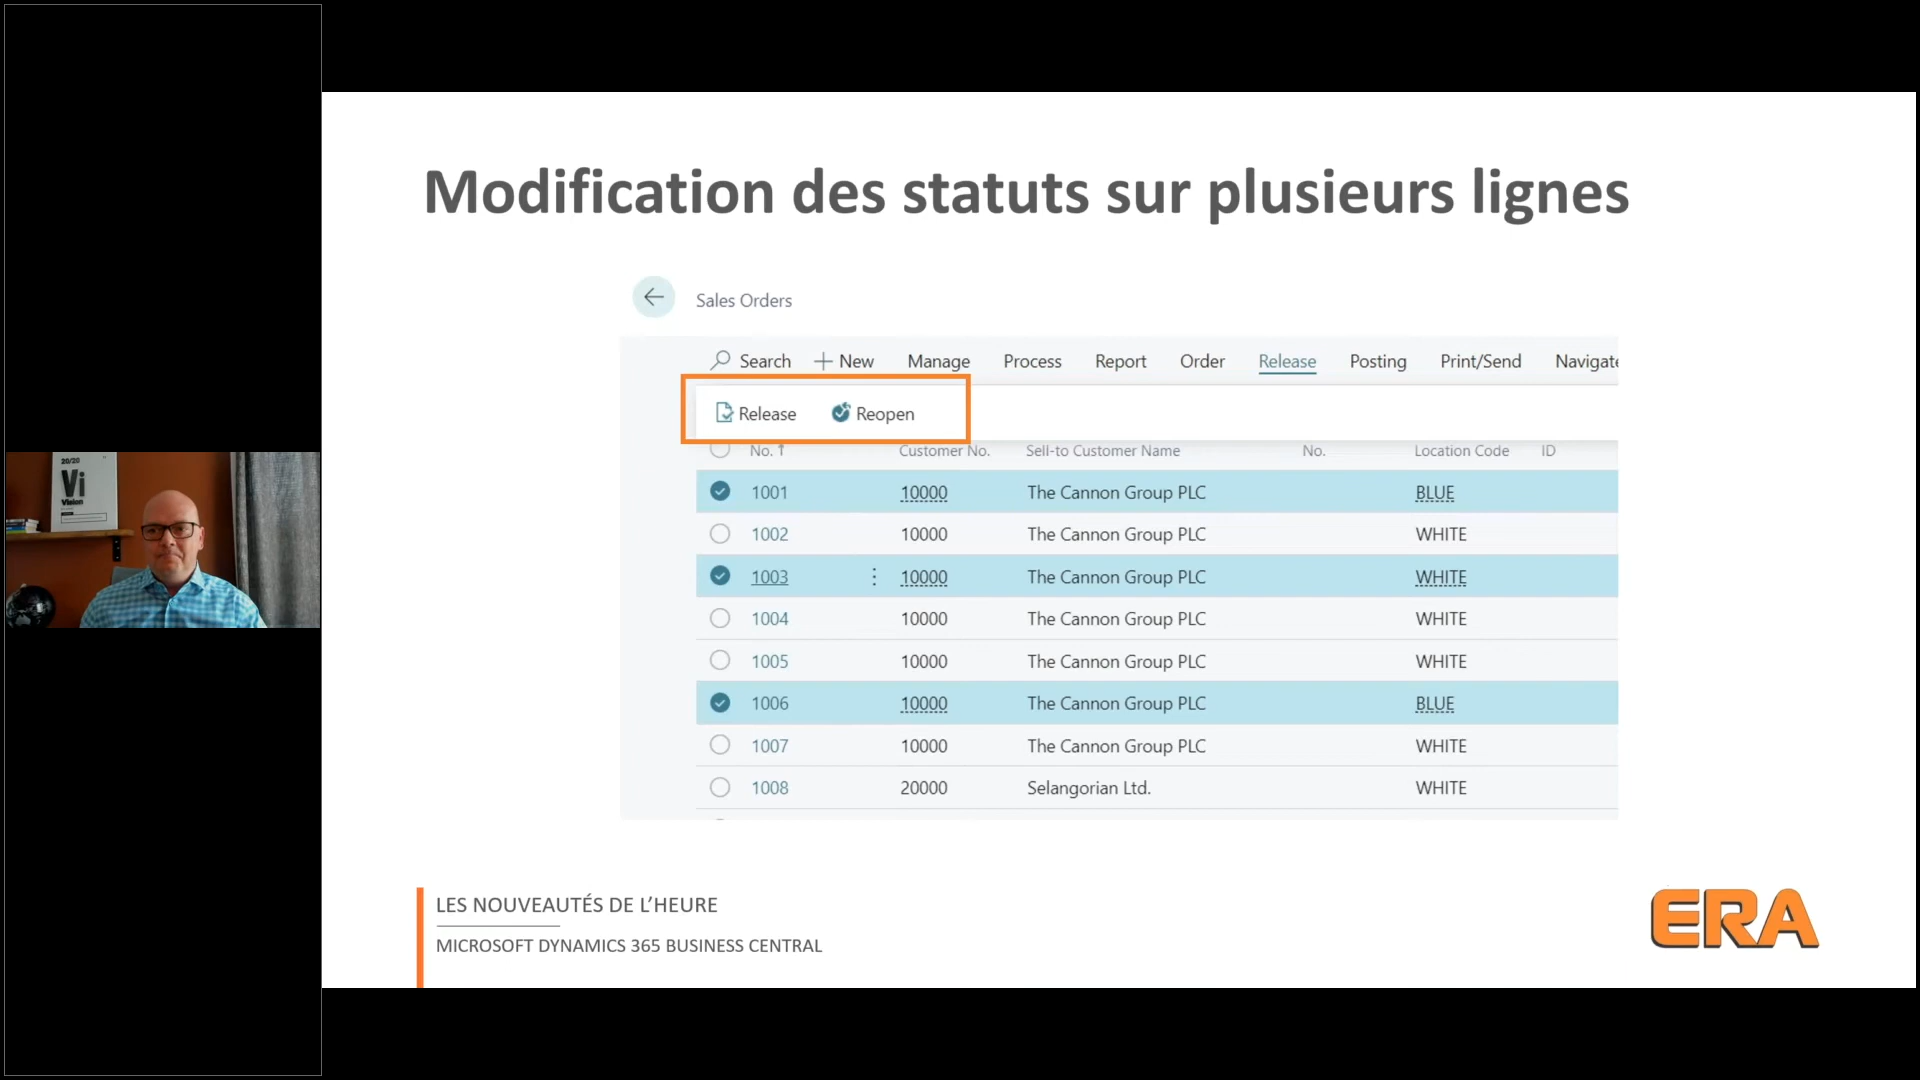 Modification des statuts sur plusieurs lignes
Sales Orders
Search New Manage Process Report Order Release Posting Print/Send Navigate
Release Reopen
No. ↑ Customer No. Sell-to Customer Name No. Location Code ID
1001 10000 The Cannon Group PLC BLUE
1002 10000 The Cannon Group PLC WHITE
1003 10000 The Cannon Group PLC WHITE
1004 10000 The Cannon Group PLC WHITE
1005 10000 The Cannon Group PLC WHITE
1006 10000 The Cannon Group PLC BLUE
1007 10000 The Cannon Group PLC WHITE
1008 20000 Selangorian Ltd. WHITE
20/20
Vi
Vision
LES NOUVEAUTÉS DE L'HEURE
MICROSOFT DYNAMICS 365 BUSINESS CENTRAL
ERA